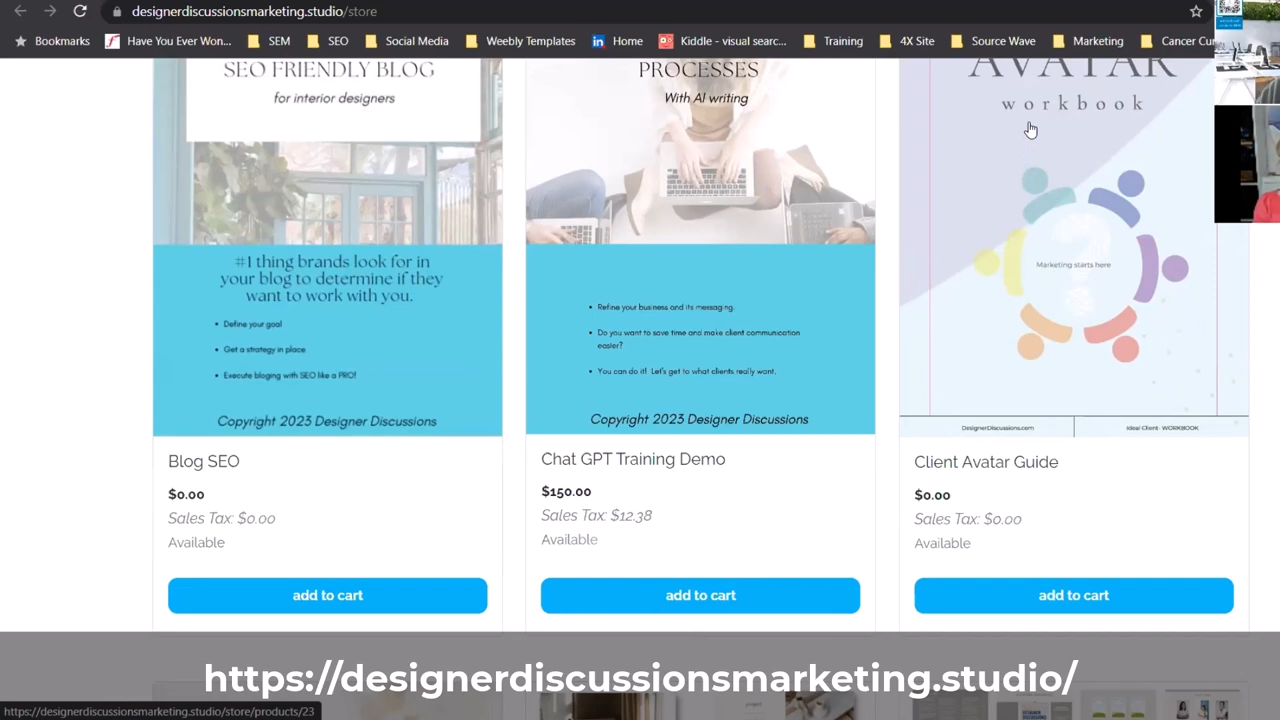 designerdiscussionsmarketing.studio/store
Bookmarks
Have You Ever Won...
SEM
SEO
Social Media
Weebly Templates
Home
Kiddle - visual searc...
Training
4X Site
Source Wave
Marketing
Cancer Cu
SEO FRIENDLY BLOG
for interior designers
#1 thing brands look for in
your blog to determine if they
want to work with you.
• Define your goal
• Get a strategy in place
• Execute bloging with SEO like a PRO!
Copyright 2023 Designer Discussions
Blog SEO
$0.00
Sales Tax: $0.00
Available
add to cart
PROCESSES
With AI writing
• Refine your business and its messaging.
• Do you want to save time and make client communication
easier?
• You can do it! Let's get to what clients really want.
Copyright 2023 Designer Discussions
Chat GPT Training Demo
$150.00
Sales Tax: $12.38
Available
add to cart
AVATAR
workbook
Marketing starts here
DesignerDiscussions.com
Ideal Client - WORKBOOK
Client Avatar Guide
$0.00
Sales Tax: $0.00
Available
add to cart
https://designerdiscussionsmarketing.studio/
https://designerdiscussionsmarketing.studio/store/products/23